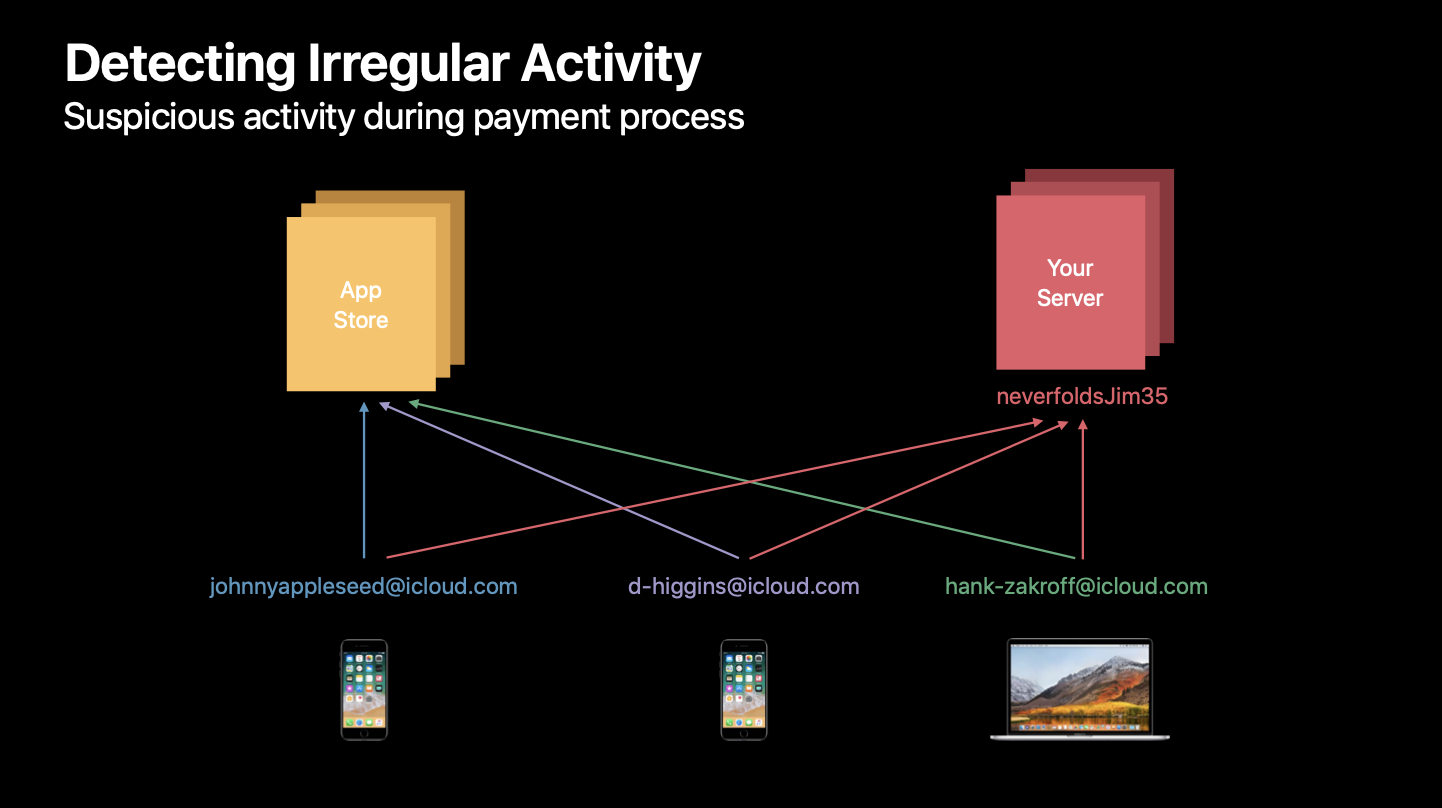 Detecting Irregular Activity
Suspicious activity during payment process
App
Store
Your
Server
neverfoldsJim35
johnnyappleseed@icloud.com
d-higgins@icloud.com
hank-zakroff@icloud.com